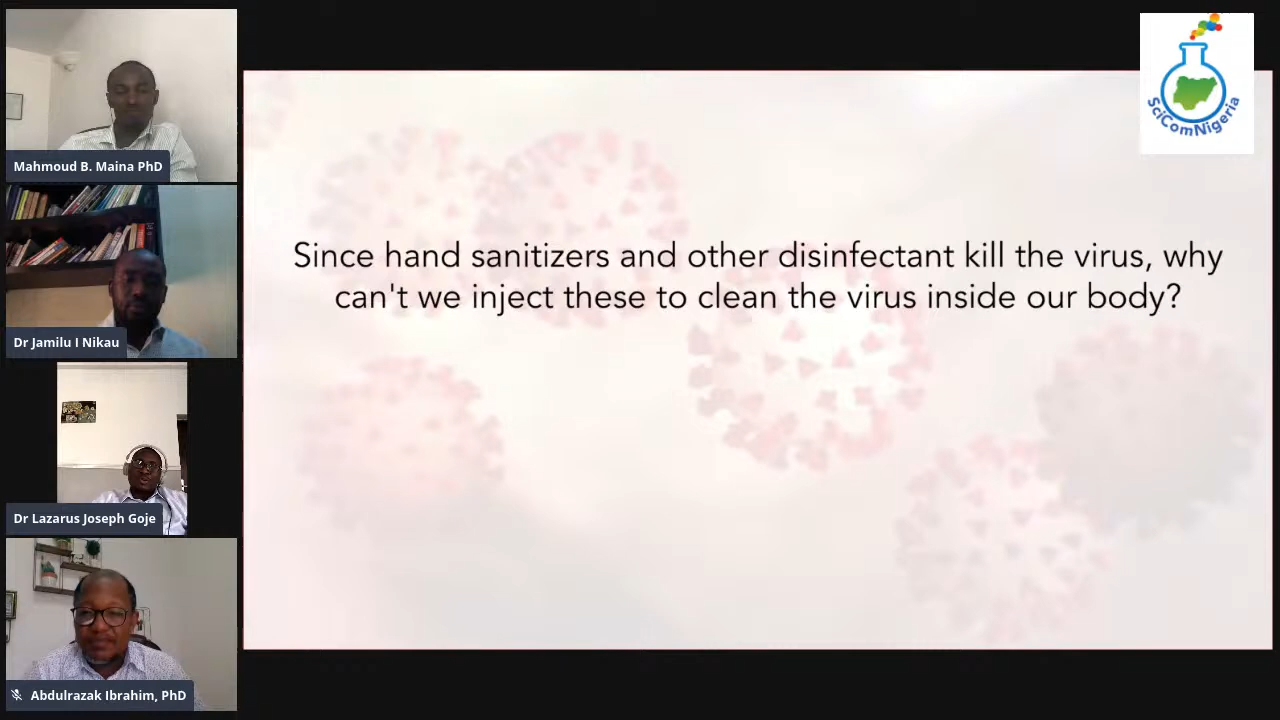 Mahmoud B. Maina PhD
Dr Jamilu I Nikau
Dr Lazarus Joseph Goje
Abdulrazak Ibrahim, PhD
Since hand sanitizers and other disinfectant kill the virus, why
can't we inject these to clean the virus inside our body?
SciComNigeria